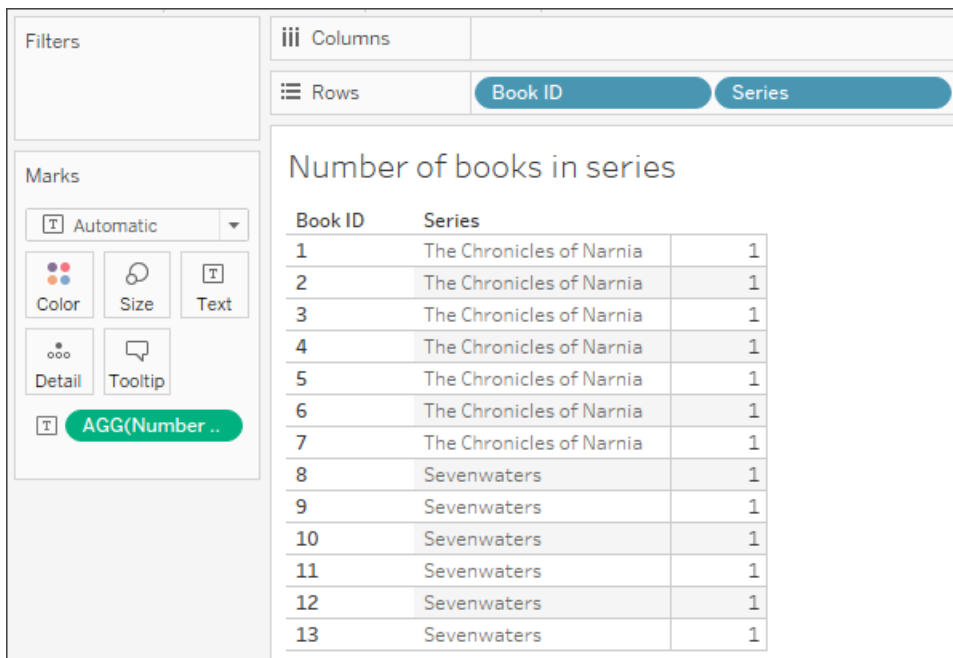 Filters
Columns
Rows Book ID Series
Marks
T Automatic
Color Size T Text
Detail Tooltip
T AGG(Number ..
Number of books in series
Book ID Series
1 The Chronicles of Narnia 1
2 The Chronicles of Narnia 1
3 The Chronicles of Narnia 1
4 The Chronicles of Narnia 1
5 The Chronicles of Narnia 1
6 The Chronicles of Narnia 1
7 The Chronicles of Narnia 1
8 Sevenwaters 1
9 Sevenwaters 1
10 Sevenwaters 1
11 Sevenwaters 1
12 Sevenwaters 1
13 Sevenwaters 1